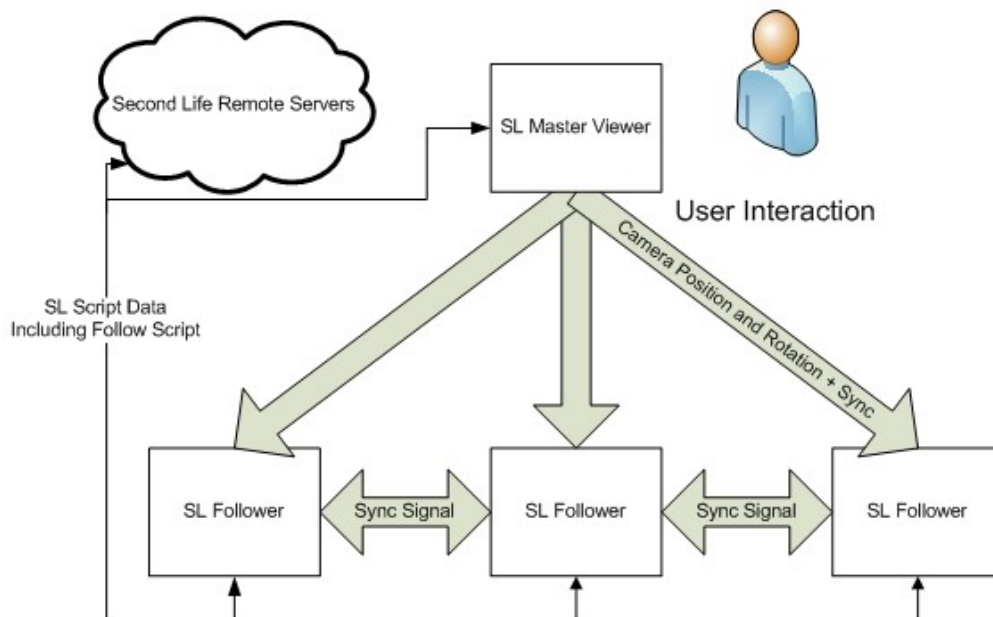 Second Life Remote Servers
SL Master Viewer
User Interaction
Camera Position and Rotation + Sync
SL Script Data
Including Follow Script
SL Follower
Sync Signal
SL Follower
Sync Signal
SL Follower